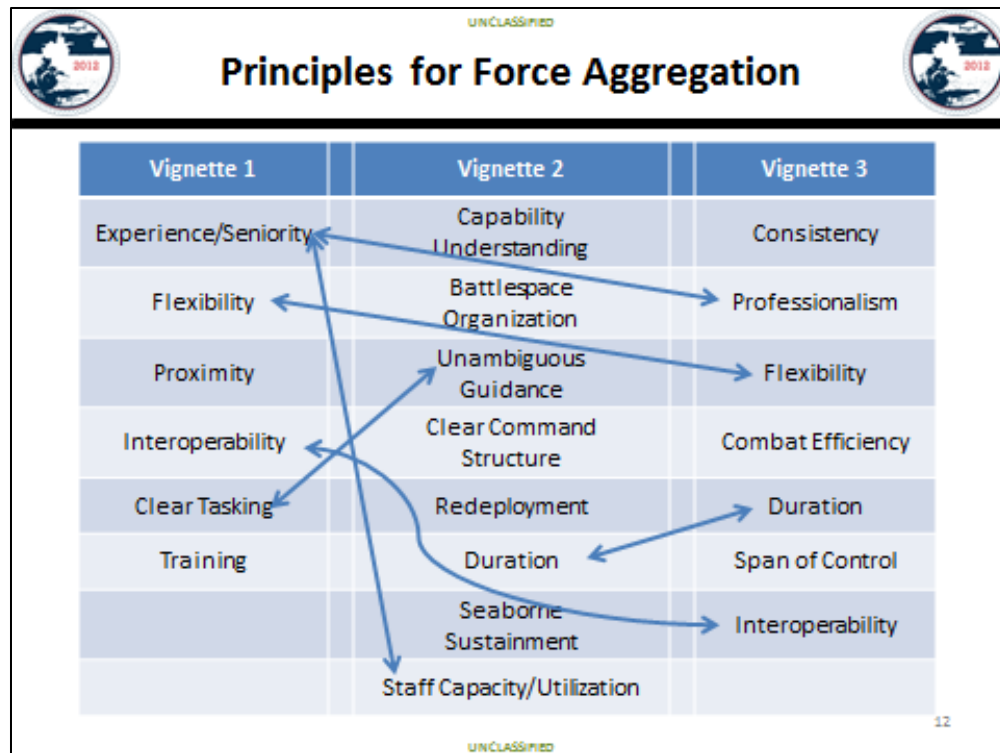 UNCLASSIFIED
2012
Principles for Force Aggregation
2012
Vignette 1
Vignette 2
Vignette 3
Experience/Seniority
Capability
Understanding
Consistency
Flexibility
Battlespace
Organization
Professionalism
Proximity
Unambiguous
Guidance
Flexibility
Interoperability
Clear Command
Structure
Combat Efficiency
Clear Tasking
Redeployment
Duration
Training
Duration
Span of Control
Seaborne
Sustainment
Interoperability
Staff Capacity/Utilization
12
UNCLASSIFIED